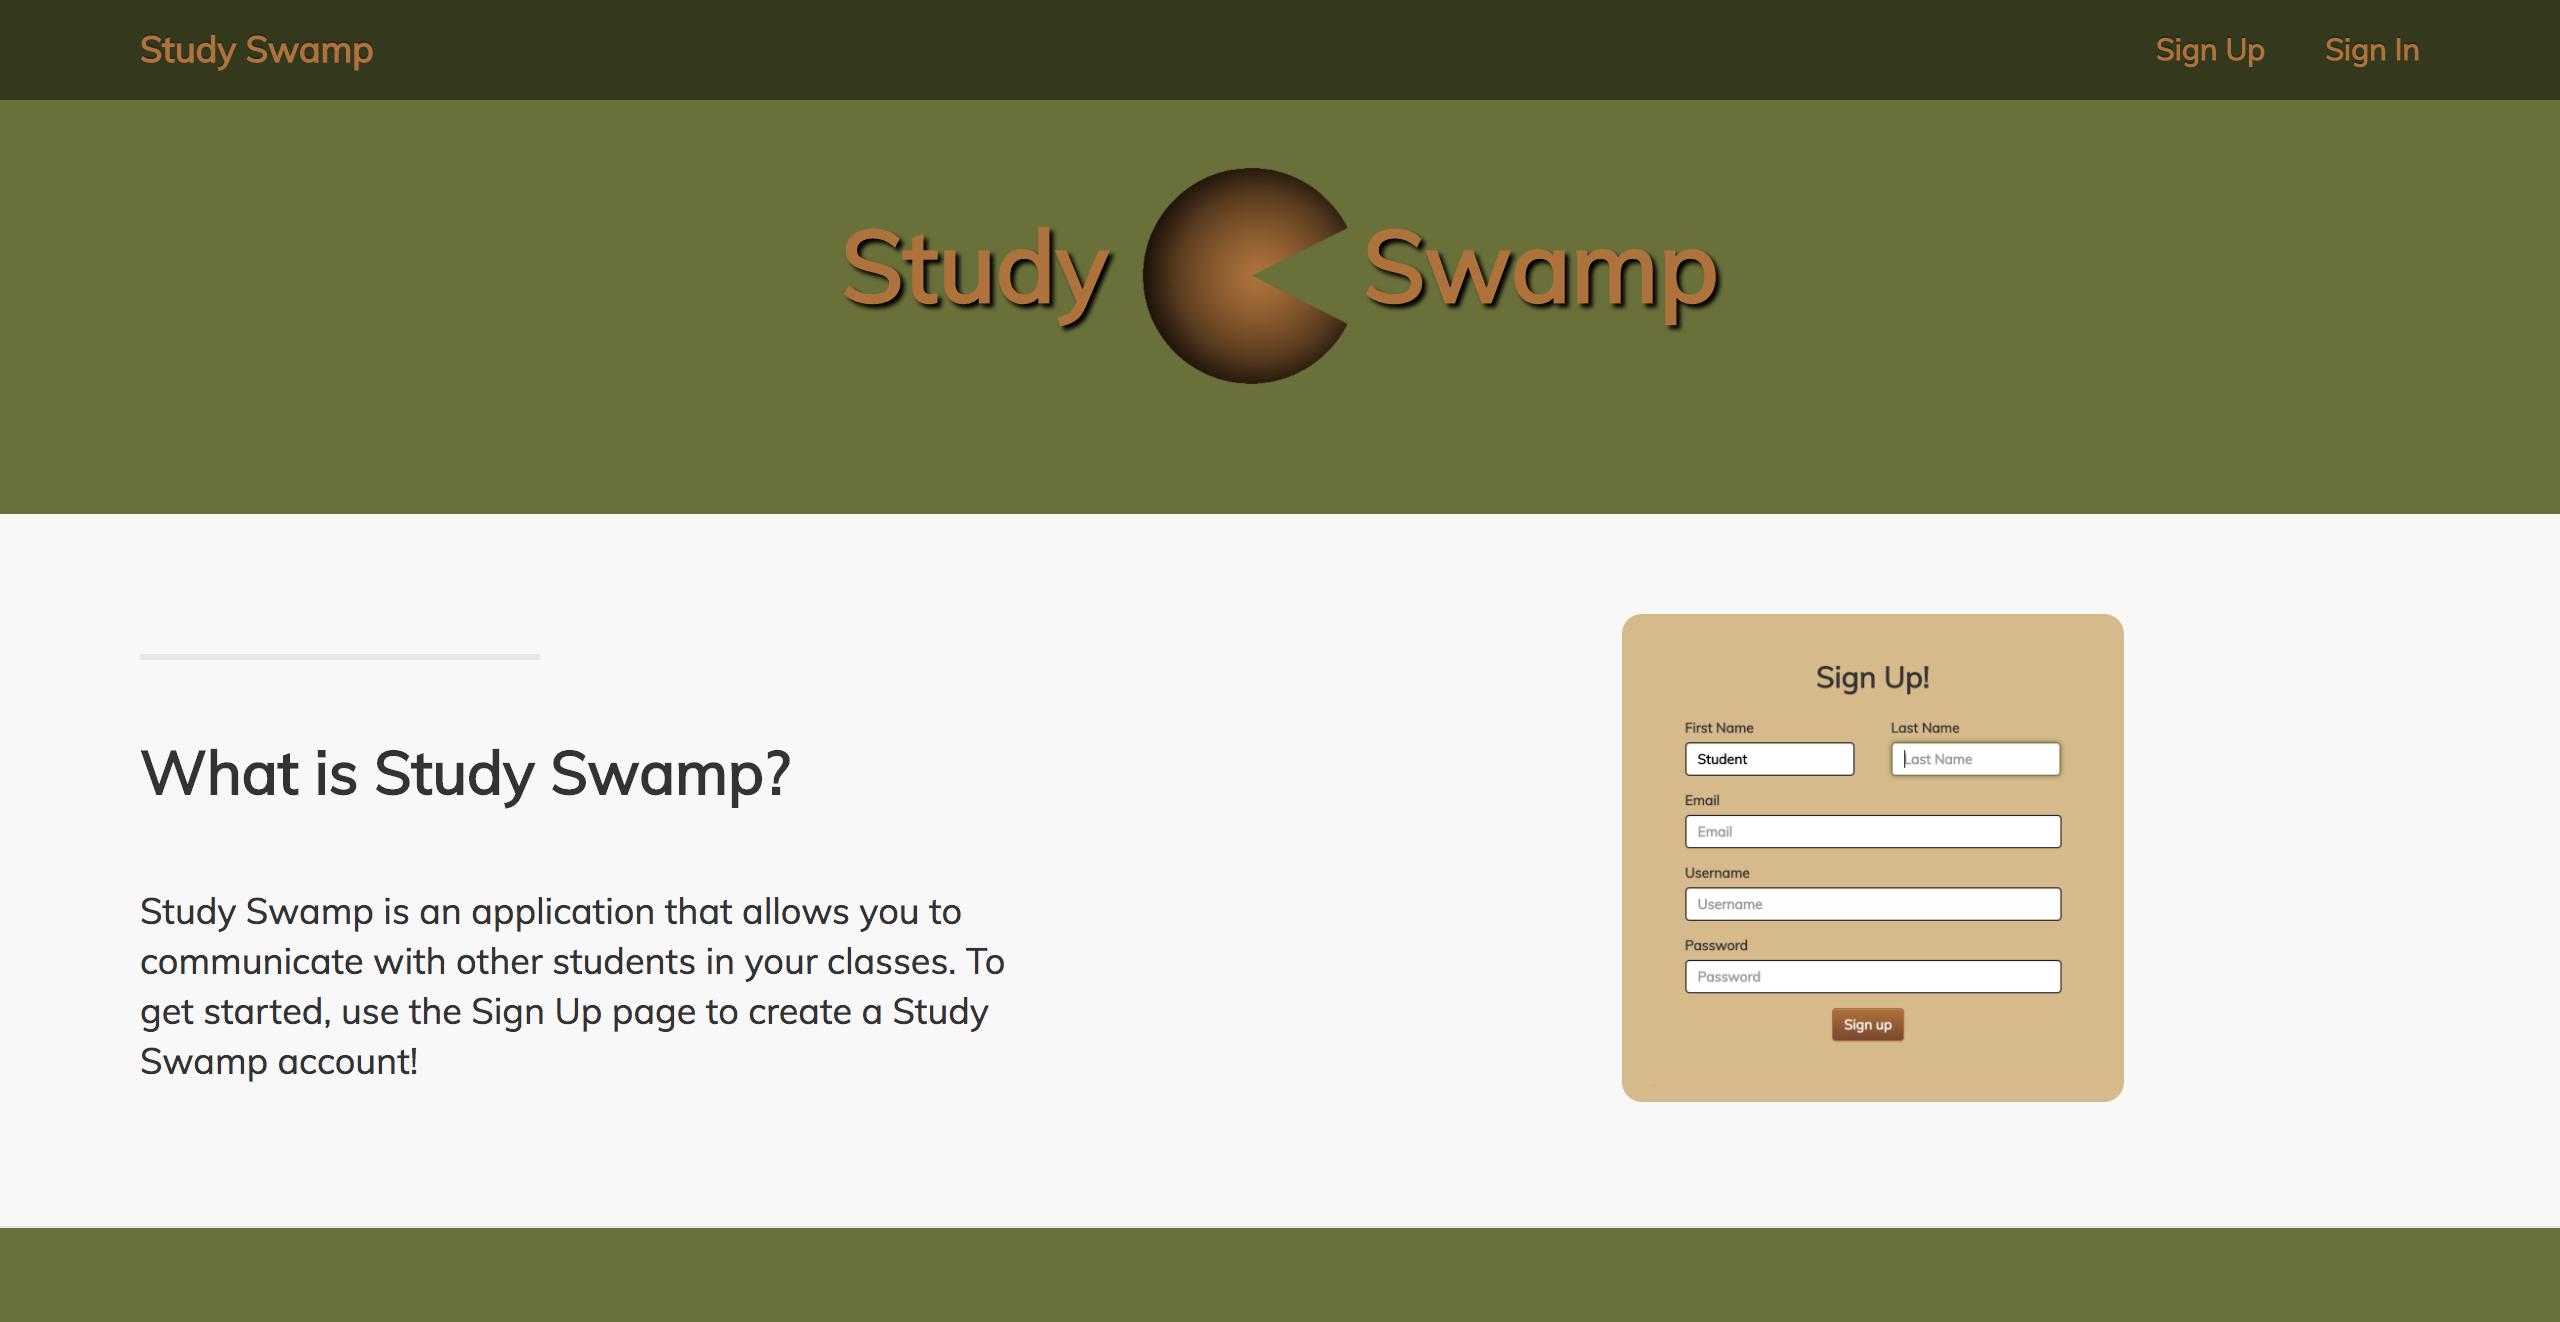 Study Swamp
Sign Up
Sign In
Study Swamp
What is Study Swamp?
Study Swamp is an application that allows you to
communicate with other students in your classes. To
get started, use the Sign Up page to create a Study
Swamp account!
Sign Up!
First Name
Last Name
Student
Last Name
Email
Email
Username
Username
Password
Password
Sign up